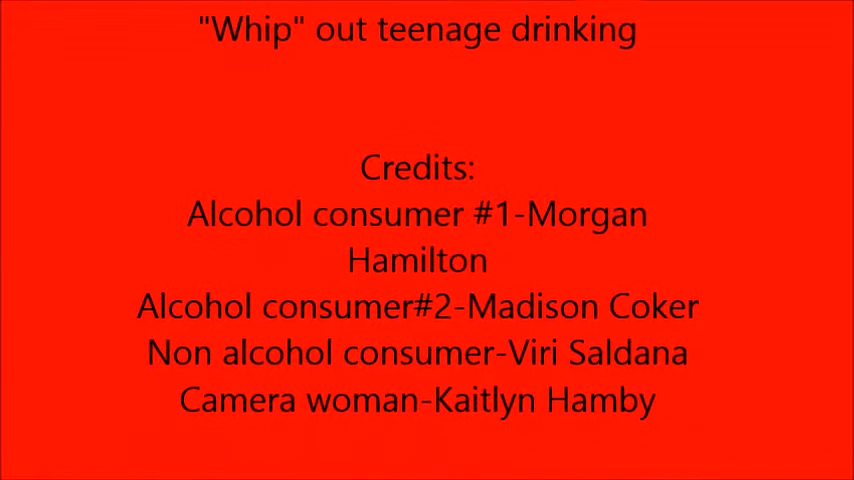 "Whip" out teenage drinking
Credits:
Alcohol consumer #1-Morgan
Hamilton
Alcohol consumer#2-Madison Coker
Non alcohol consumer-Viri Saldana
Camera woman-Kaitlyn Hamby